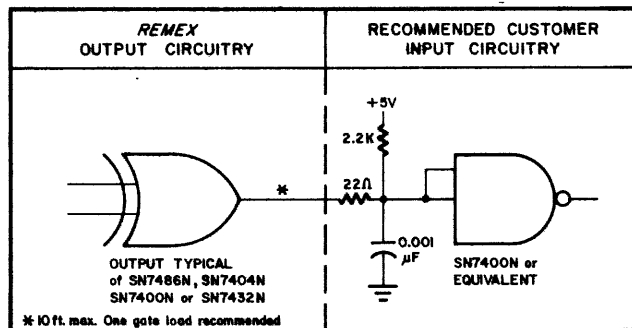 REMEX
OUTPUT CIRCUITRY
RECOMMENDED CUSTOMER
INPUT CIRCUITRY
+5V
2.2K
*
22Ω
0.001
µF
OUTPUT TYPICAL
of SN7486N, SN7404N
SN7400N or SN7432N
SN7400N or
EQUIVALENT
* 10 ft. max. One gate load recommended